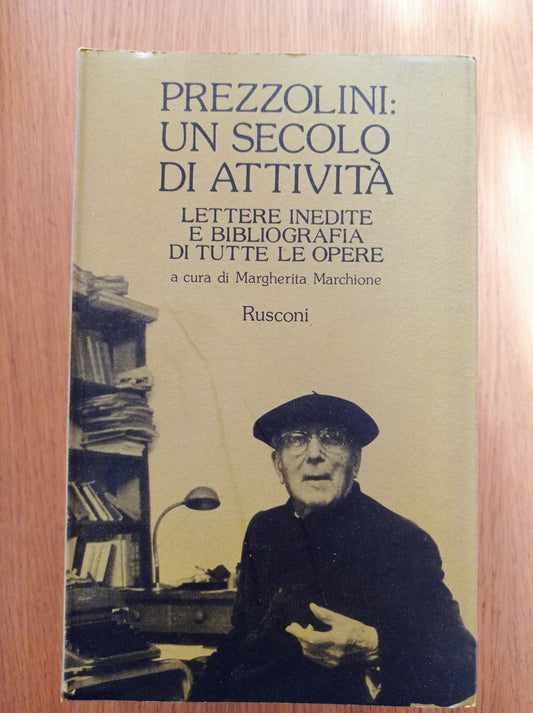 PREZZOLINI:
UN SECOLO
DI ATTIVITÀ
LETTERE INEDITE
E BIBLIOGRAFIA
DI TUTTE LE OPERE
a cura di Margherita Marchione
Rusconi